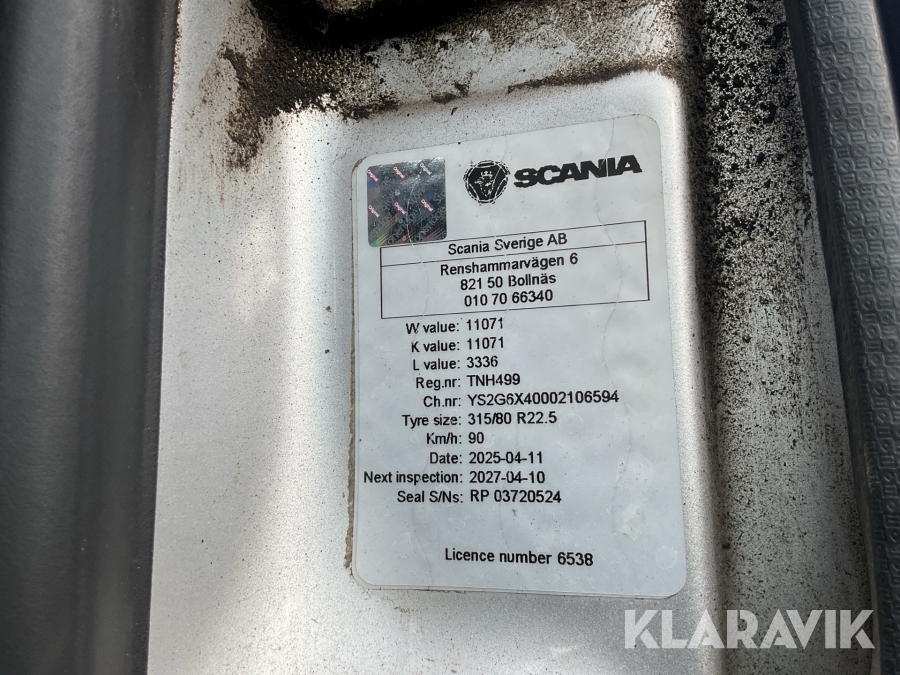 SCANIA
Scania Sverige AB
Renshammarvägen 6
821 50 Bollnäs
010 70 66340
W value: 11071
K value: 11071
L value: 3336
Reg.nr: TNH499
Ch.nr: YS2G6X40002106594
Tyre size: 315/80 R22.5
Km/h: 90
Date: 2025-04-11
Next inspection: 2027-04-10
Seal S/Ns: RP 03720524
Licence number 6538
KLARAVIK